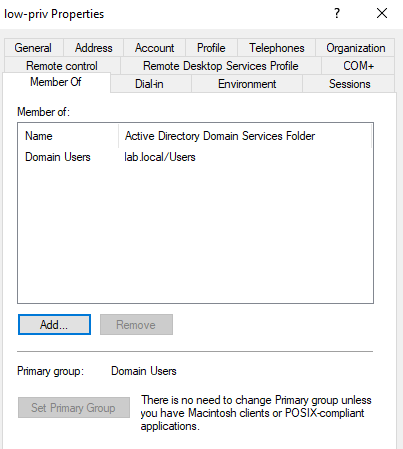 low-priv Properties ? ×
General Address Account Profile Telephones Organization
Remote control Remote Desktop Services Profile COM+
Member Of Dial-in Environment Sessions
Member of:
Name Active Directory Domain Services Folder
Domain Users lab.local/Users
Add... Remove
Primary group: Domain Users
Set Primary Group There is no need to change Primary group unless
you have Macintosh clients or POSIX-compliant
applications.